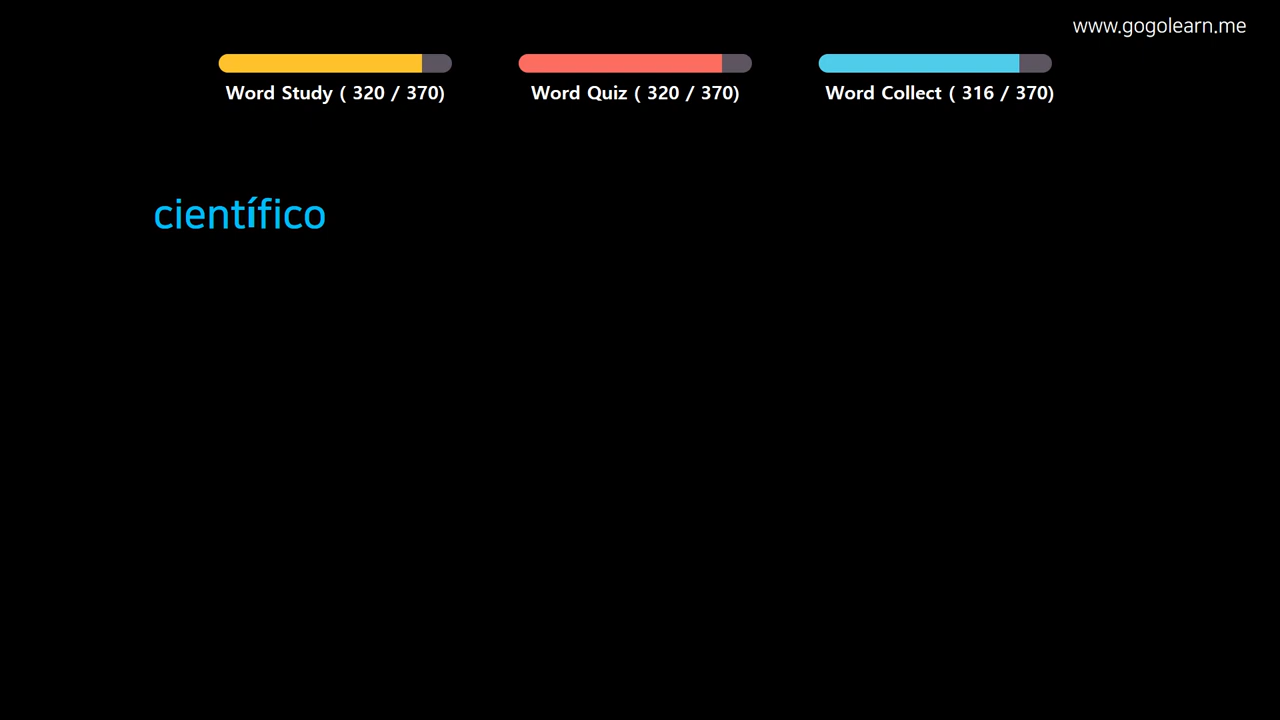 www.gogolearn.me
Word Study ( 320 / 370)
Word Quiz ( 320 / 370)
Word Collect ( 316 / 370)
científico